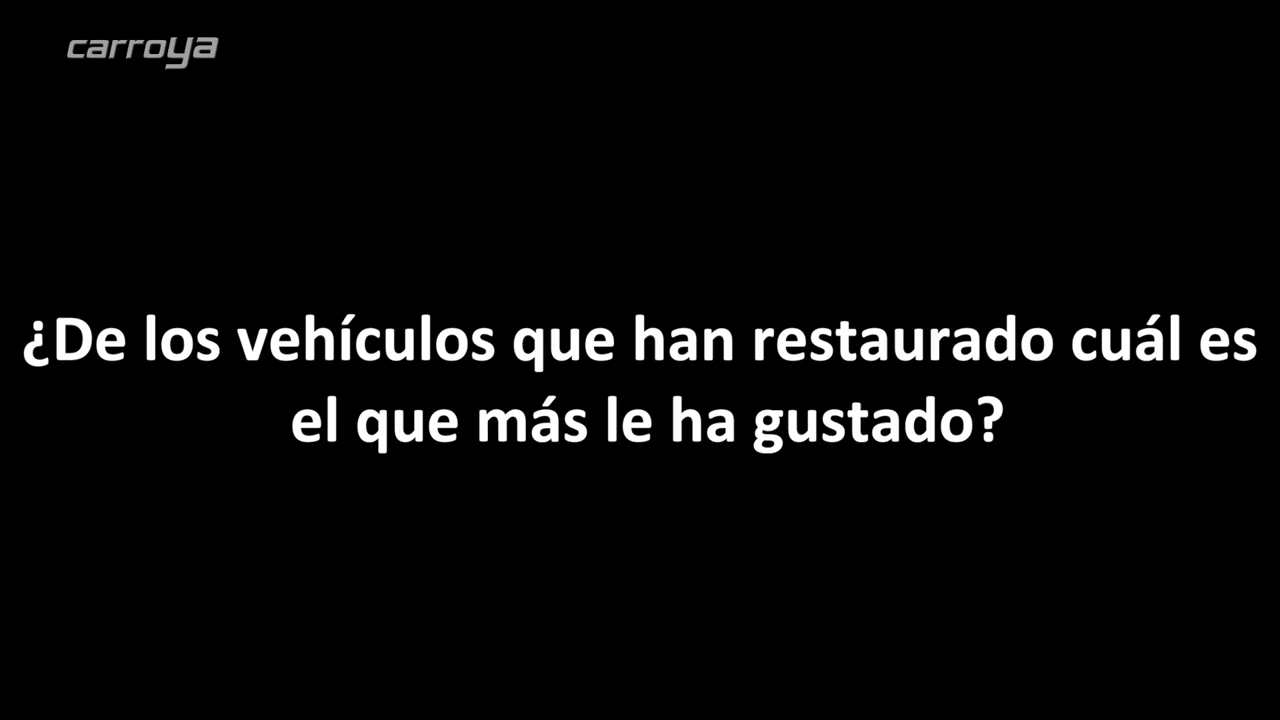 carroya
¿De los vehículos que han restaurado cuál es
el que más le ha gustado?